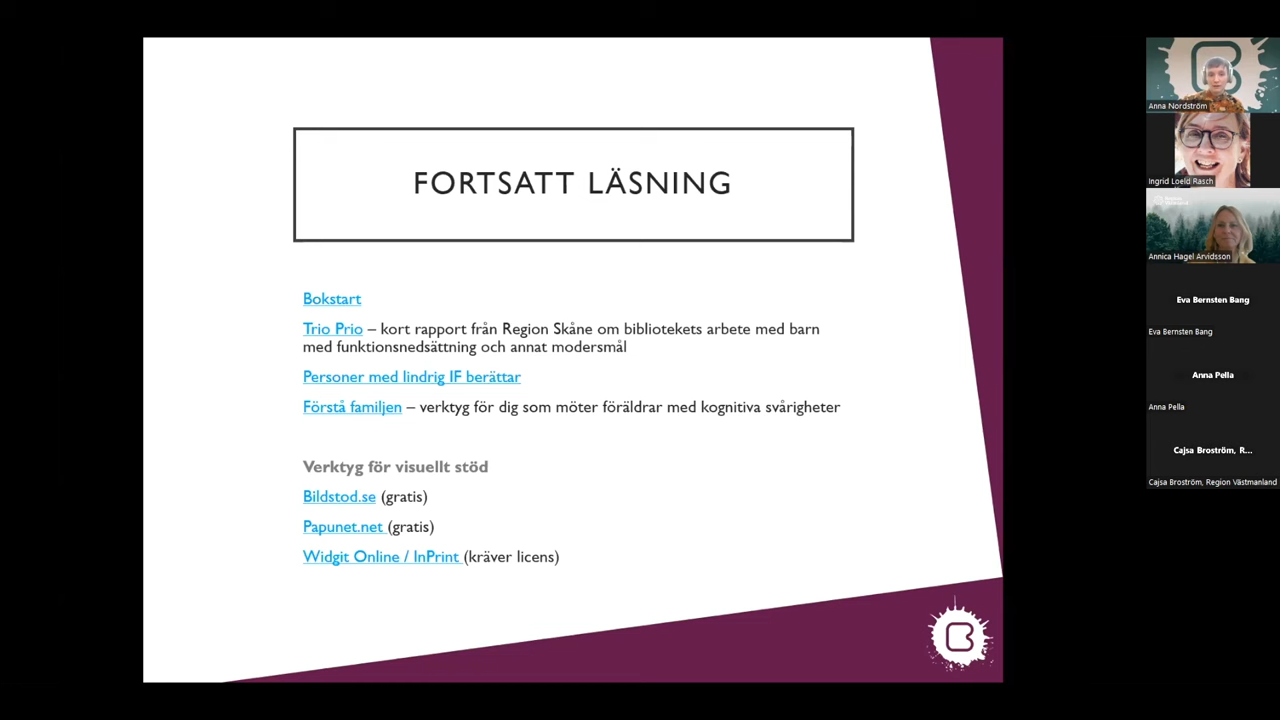 FORTSATT LÄSNING
Bokstart
Trio Prio – kort rapport från Region Skåne om bibliotekets arbete med barn
med funktionsnedsättning och annat modersmål
Personer med lindrig IF berättar
Förstå familjen – verktyg för dig som möter föräldrar med kognitiva svårigheter
Verktyg för visuellt stöd
Bildstod.se (gratis)
Papunet.net (gratis)
Widgit Online / InPrint (kräver licens)
Anna Nordström
Ingrid Loeld Rasch
Annica Hagel Arvidsson
Eva Bernsten Bang
Eva Bernsten Bang
Anna Pella
Anna Pella
Cajsa Broström, R...
Cajsa Broström, Region Västmanland